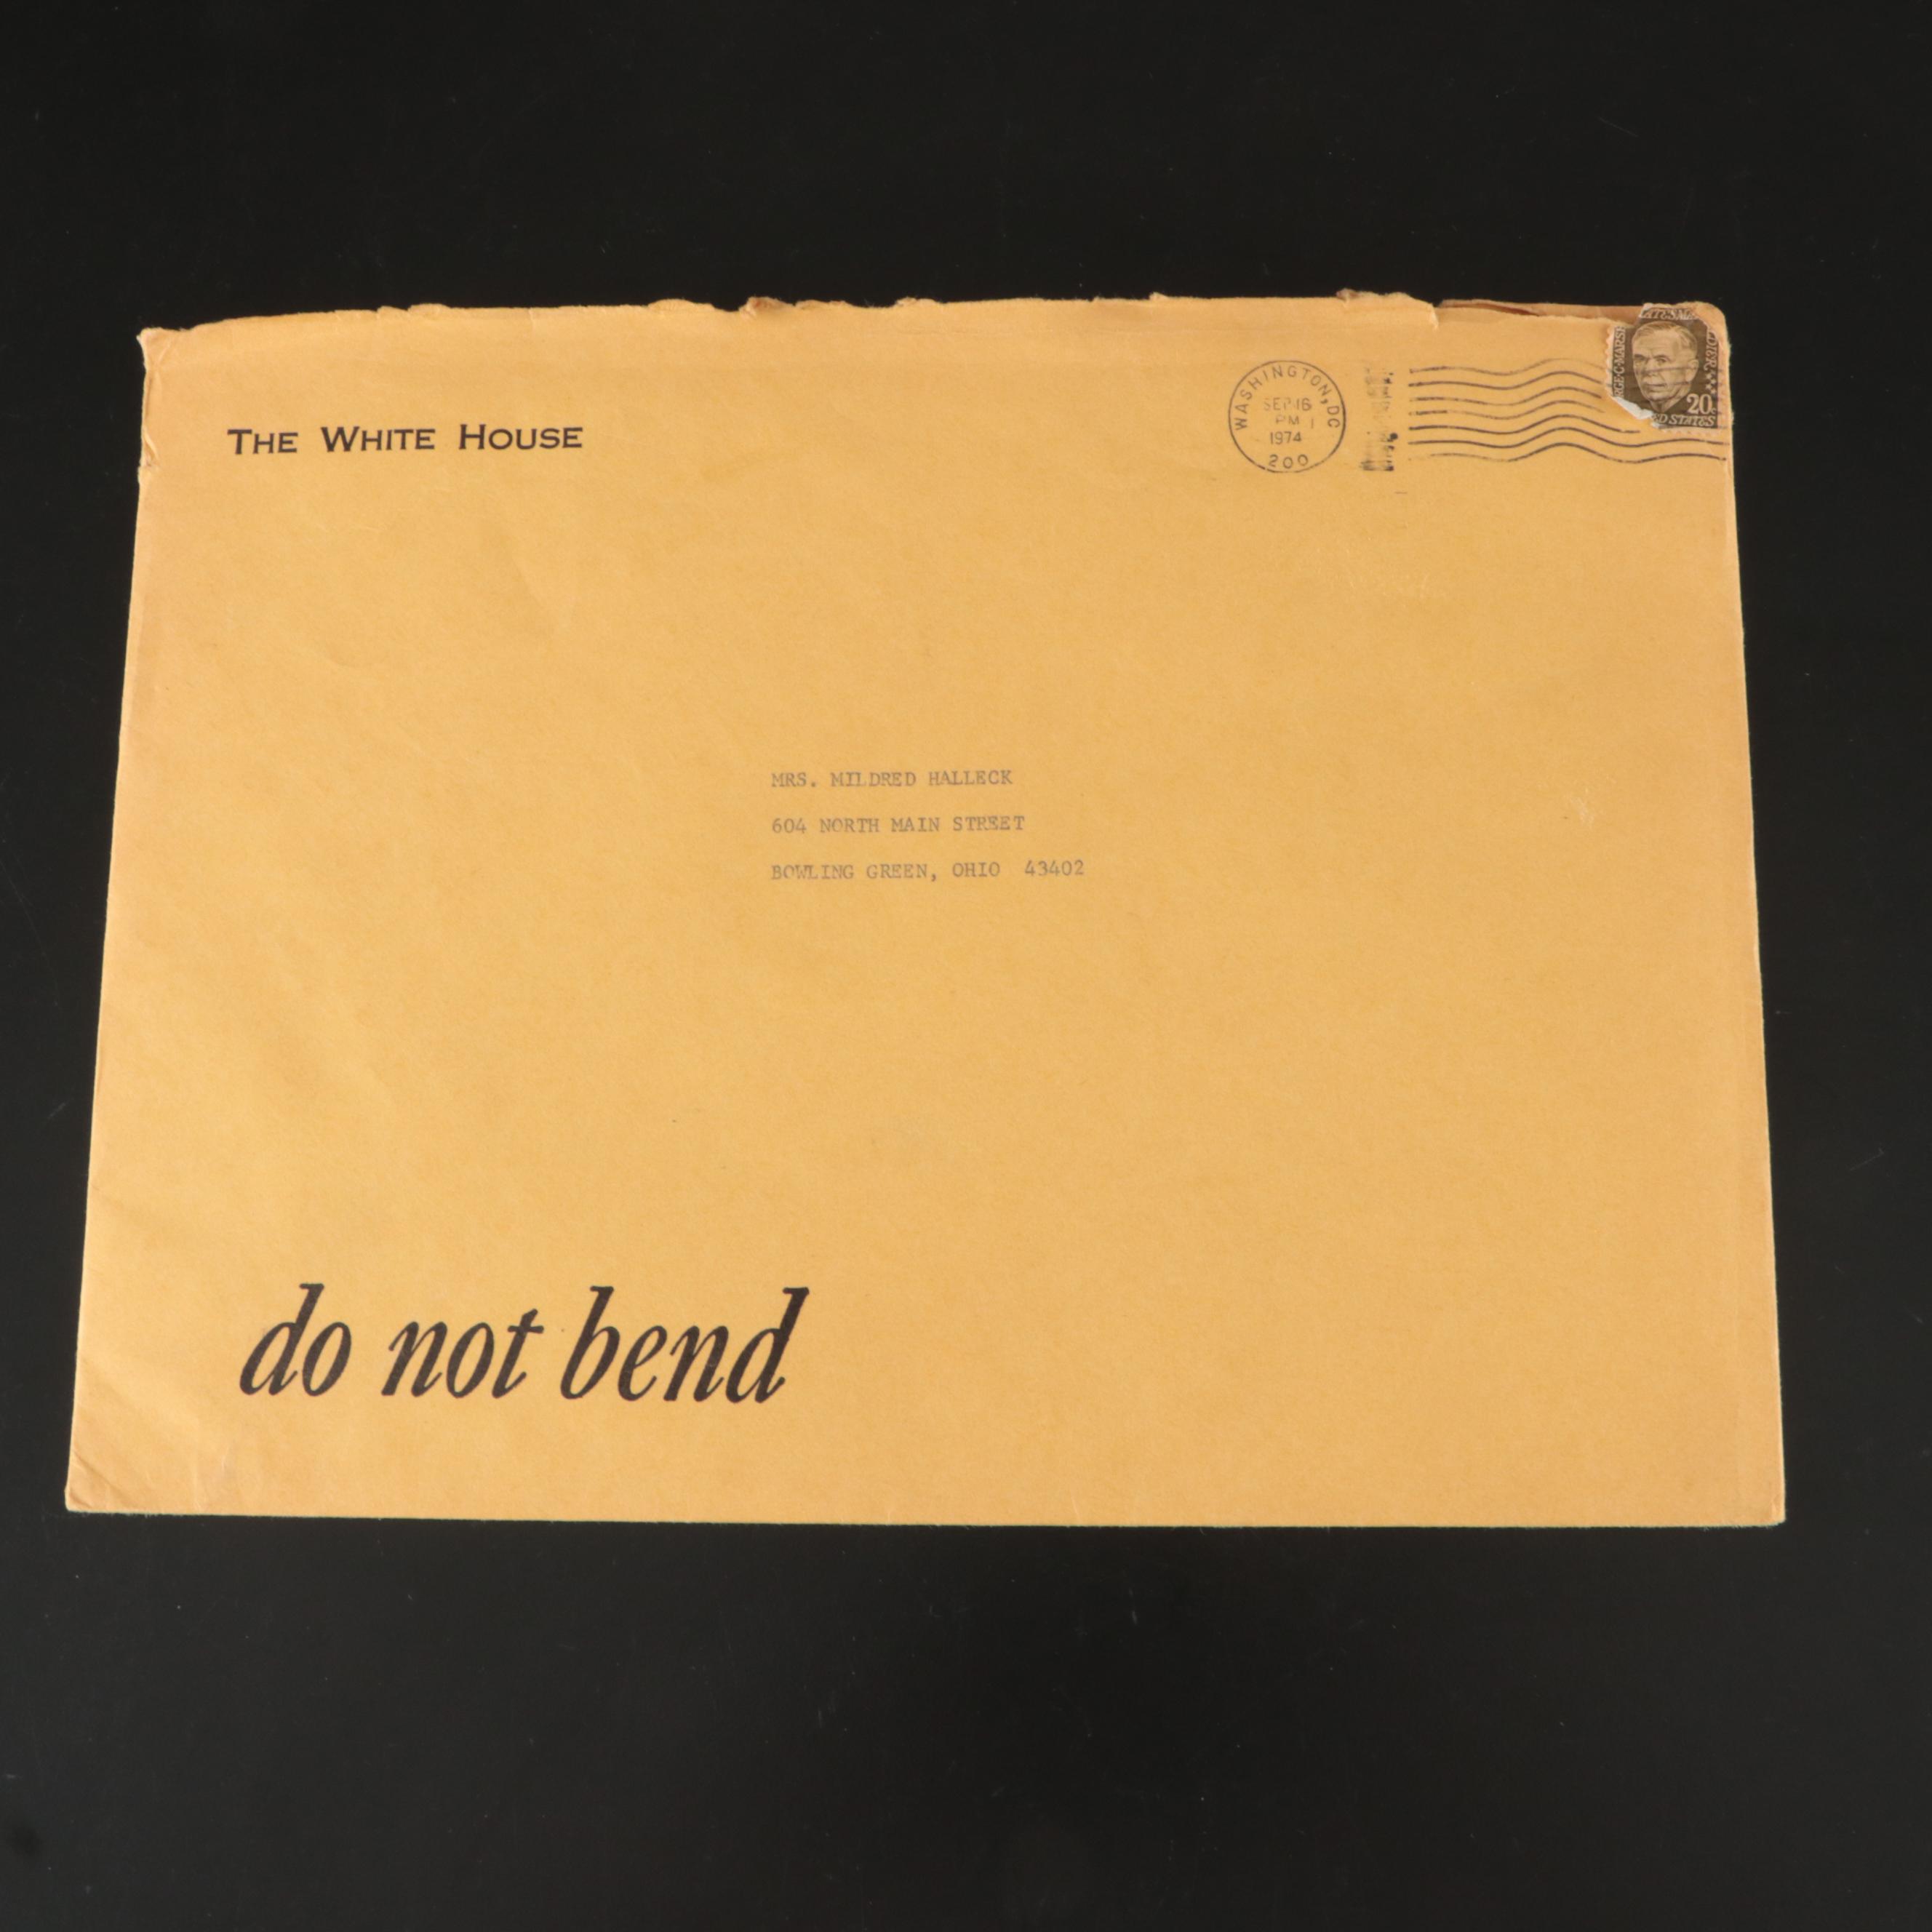 THE WHITE HOUSE
WASHINGTON, DC
SEP 16
PM
1974
200
20
MRS. MILDRED HALLECK
604 NORTH MAIN STREET
BOWLING GREEN, OHIO 43402
do not bend